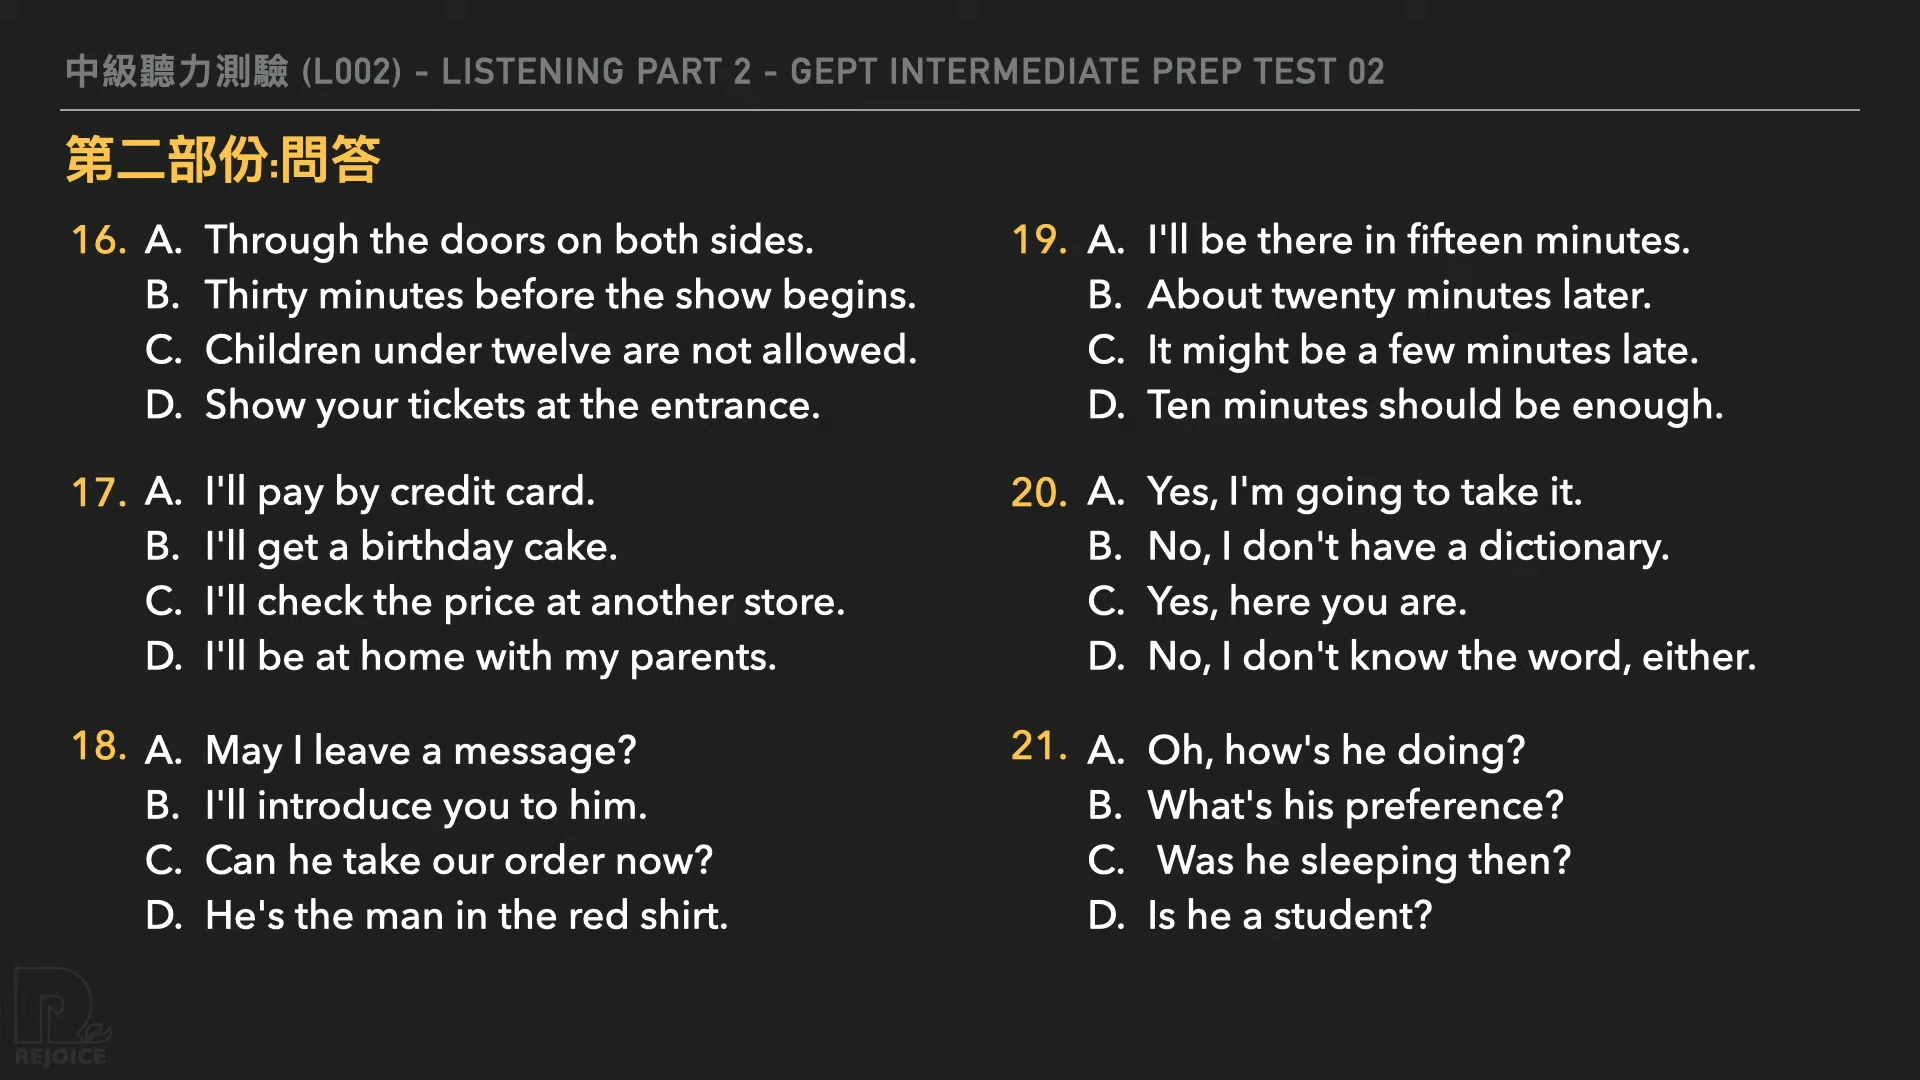 中級聽力測驗 (L002) - LISTENING PART 2 - GEPT INTERMEDIATE PREP TEST 02
第二部份:問答
16. A. Through the doors on both sides.
B. Thirty minutes before the show begins.
C. Children under twelve are not allowed.
D. Show your tickets at the entrance.
17. A. I'll pay by credit card.
B. I'll get a birthday cake.
C. I'll check the price at another store.
D. I'll be at home with my parents.
18. A. May I leave a message?
B. I'll introduce you to him.
C. Can he take our order now?
D. He's the man in the red shirt.
19. A. I'll be there in fifteen minutes.
B. About twenty minutes later.
C. It might be a few minutes late.
D. Ten minutes should be enough.
20. A. Yes, I'm going to take it.
B. No, I don't have a dictionary.
C. Yes, here you are.
D. No, I don't know the word, either.
21. A. Oh, how's he doing?
B. What's his preference?
C. Was he sleeping then?
D. Is he a student?
REJOICE